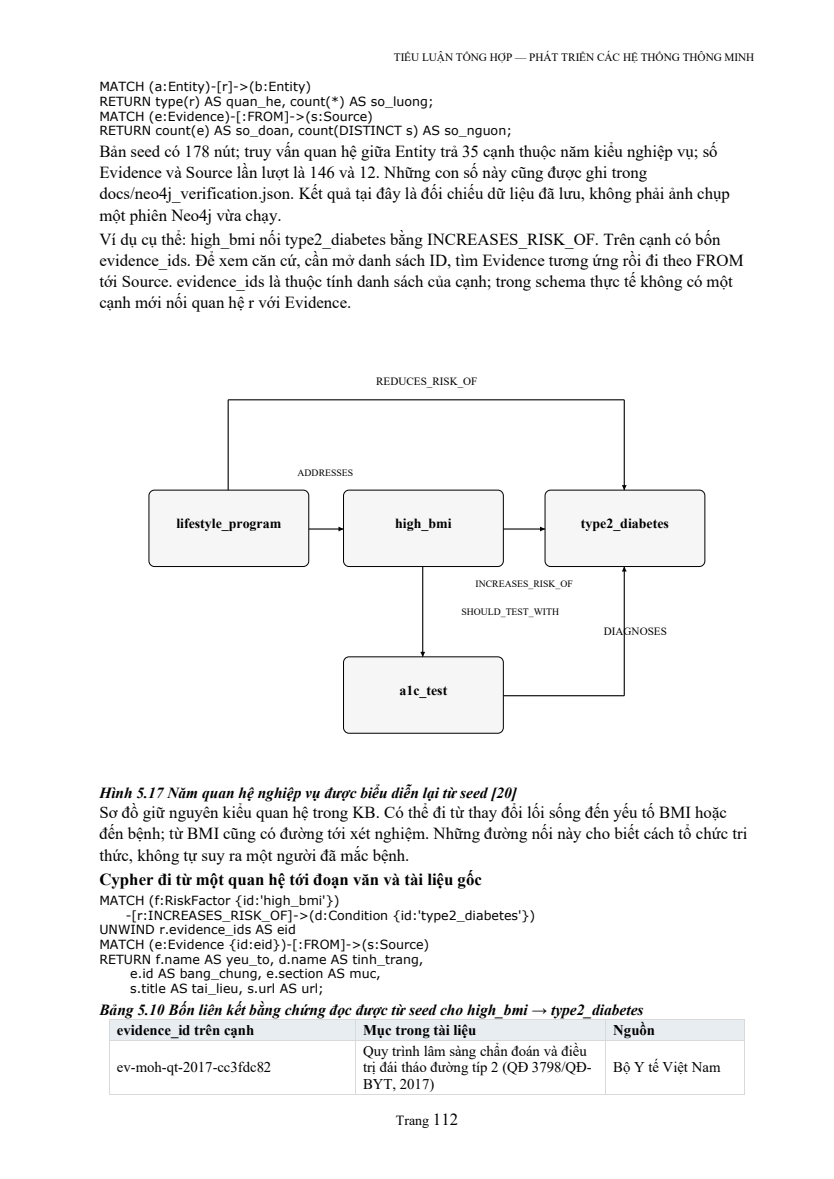 TIỂU LUẬN TỔNG HỢP — PHÁT TRIỂN CÁC HỆ THỐNG THÔNG MINH
MATCH (a:Entity)-[r]->(b:Entity)
RETURN type(r) AS quan_he, count(*) AS so_luong;
MATCH (e:Evidence)-[:FROM]->(s:Source)
RETURN count(e) AS so_doan, count(DISTINCT s) AS so_nguon;
Bản seed có 178 nút; truy vấn quan hệ giữa Entity trả 35 cạnh thuộc năm kiểu nghiệp vụ; số
Evidence và Source lần lượt là 146 và 12. Những con số này cũng được ghi trong
docs/neo4j_verification.json. Kết quả tại đây là đối chiếu dữ liệu đã lưu, không phải ảnh chụp
một phiên Neo4j vừa chạy.
Ví dụ cụ thể: high_bmi nối type2_diabetes bằng INCREASES_RISK_OF. Trên cạnh có bốn
evidence_ids. Để xem căn cứ, cần mở danh sách ID, tìm Evidence tương ứng rồi đi theo FROM
tới Source. evidence_ids là thuộc tính danh sách của cạnh; trong schema thực tế không có một
cạnh mới nối quan hệ r với Evidence.
REDUCES_RISK_OF
ADDRESSES
lifestyle_program
high_bmi
type2_diabetes
INCREASES_RISK_OF
SHOULD_TEST_WITH
DIAGNOSES
a1c_test
Hình 5.17 Năm quan hệ nghiệp vụ được biểu diễn lại từ seed [20]
Sơ đồ giữ nguyên kiểu quan hệ trong KB. Có thể đi từ thay đổi lối sống đến yếu tố BMI hoặc
đến bệnh; từ BMI cũng có đường tới xét nghiệm. Những đường nối này cho biết cách tổ chức tri
thức, không tự suy ra một người đã mắc bệnh.
Cypher đi từ một quan hệ tới đoạn văn và tài liệu gốc
MATCH (f:RiskFactor {id:'high_bmi'})
-[r:INCREASES_RISK_OF]->(d:Condition {id:'type2_diabetes'})
UNWIND r.evidence_ids AS eid
MATCH (e:Evidence {id:eid})-[:FROM]->(s:Source)
RETURN f.name AS yeu_to, d.name AS tinh_trang,
e.id AS bang_chung, e.section AS muc,
s.title AS tai_lieu, s.url AS url;
Bảng 5.10 Bốn liên kết bằng chứng đọc được từ seed cho high_bmi → type2_diabetes
evidence_id trên cạnh
Mục trong tài liệu
Nguồn
ev-moh-qt-2017-cc3fdc82
Quy trình lâm sàng chẩn đoán và điều
trị đái tháo đường típ 2 (QĐ 3798/QĐ-
BYT, 2017)
Bộ Y tế Việt Nam
Trang 112